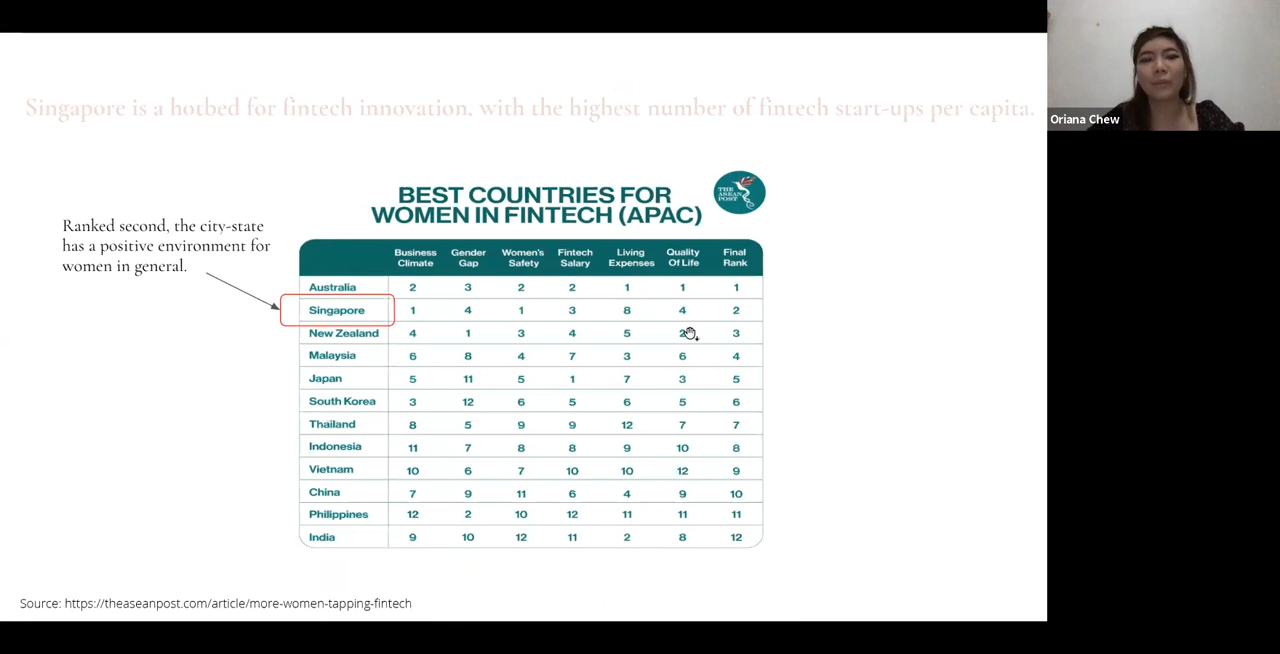 Singapore is a hotbed for fintech innovation, with the highest number of fintech start-ups per capita.
Oriana Chew
BEST COUNTRIES FOR
WOMEN IN FINTECH (APAC)
THE
ASEAN
POST
Ranked second, the city-state
has a positive environment for
women in general.
Business Climate Gender Gap Women's Safety Fintech Salary Living Expenses Quality Of Life Final Rank
Australia 2 3 2 2 1 1 1
Singapore 1 4 1 3 8 4 2
New Zealand 4 1 3 4 5 2 3
Malaysia 6 8 4 7 3 6 4
Japan 5 11 5 1 7 3 5
South Korea 3 12 6 5 6 5 6
Thailand 8 5 9 9 12 7 7
Indonesia 11 7 8 8 9 10 8
Vietnam 10 6 7 10 10 12 9
China 7 9 11 6 4 9 10
Philippines 12 2 10 12 11 11 11
India 9 10 12 11 2 8 12
Source: https://theaseanpost.com/article/more-women-tapping-fintech